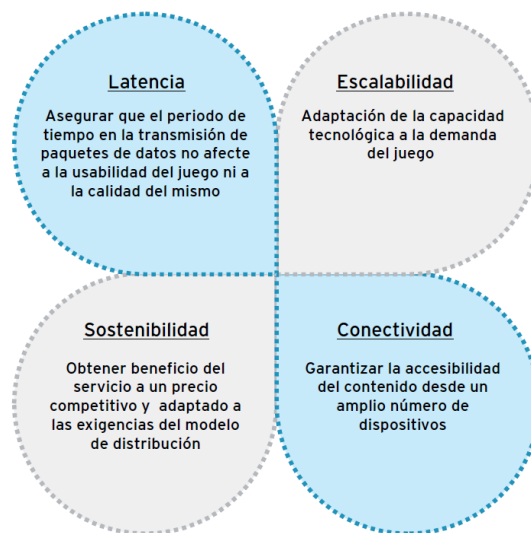 Latencia
Asegurar que el periodo de
tiempo en la transmisión de
paquetes de datos no afecte
a la usabilidad del juego ni a
la calidad del mismo
Escalabilidad
Adaptación de la capacidad
tecnológica a la demanda
del juego
Sostenibilidad
Obtener beneficio del
servicio a un precio
competitivo y adaptado a
las exigencias del modelo
de distribución
Conectividad
Garantizar la accesibilidad
del contenido desde un
amplio número de
dispositivos